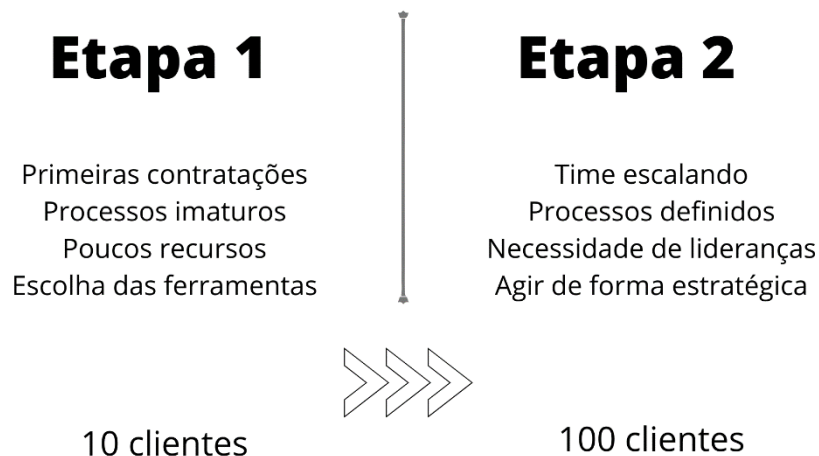 Etapa 1
Primeiras contratações
Processos imaturos
Poucos recursos
Escolha das ferramentas
10 clientes
Etapa 2
Time escalando
Processos definidos
Necessidade de lideranças
Agir de forma estratégica
100 clientes